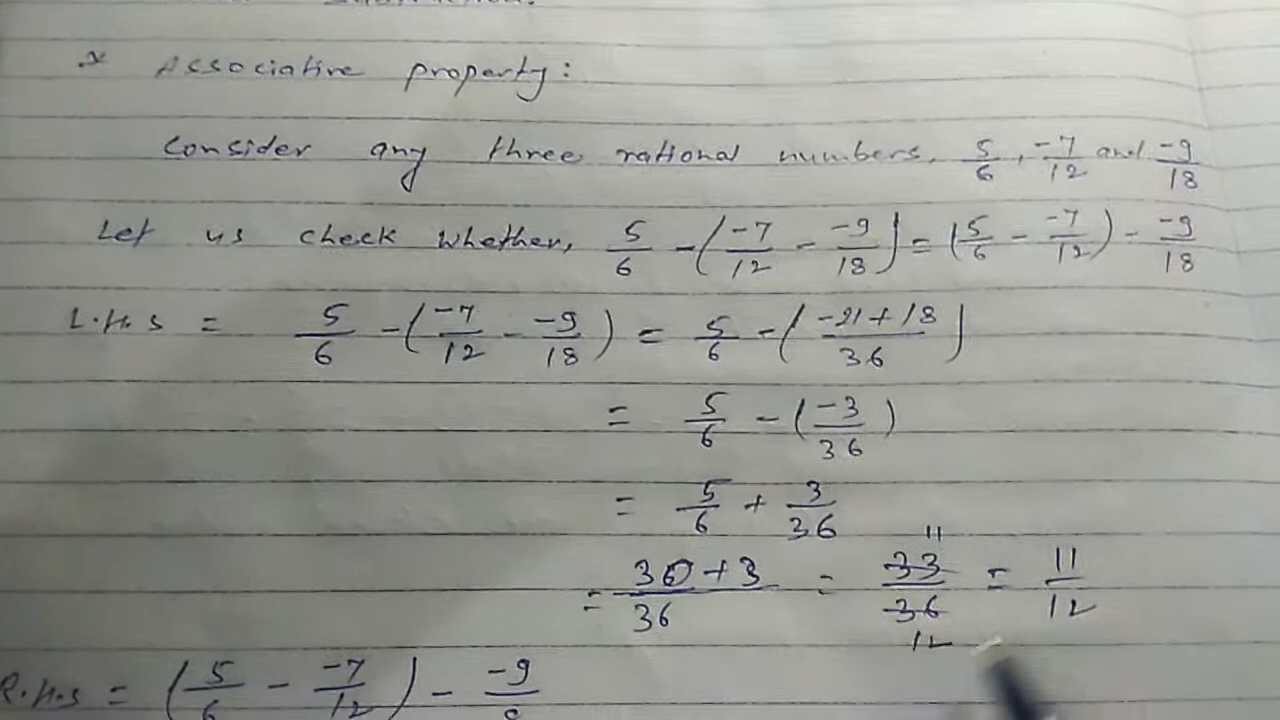 * Associative property:
Consider any three rational numbers, 5/6, -7/12 and -9/18
Let us check whether, 5/6 - (-7/12 - -9/18) = (5/6 - -7/12) - -9/18
L.H.S = 5/6 - (-7/12 - -9/18) = 5/6 - (-21+18/36)
= 5/6 - (-3/36)
= 5/6 + 3/36
= 30+3/36 = 33/36 11 12 = 11/12
R.H.S = (5/6 - -7/12) - -9/